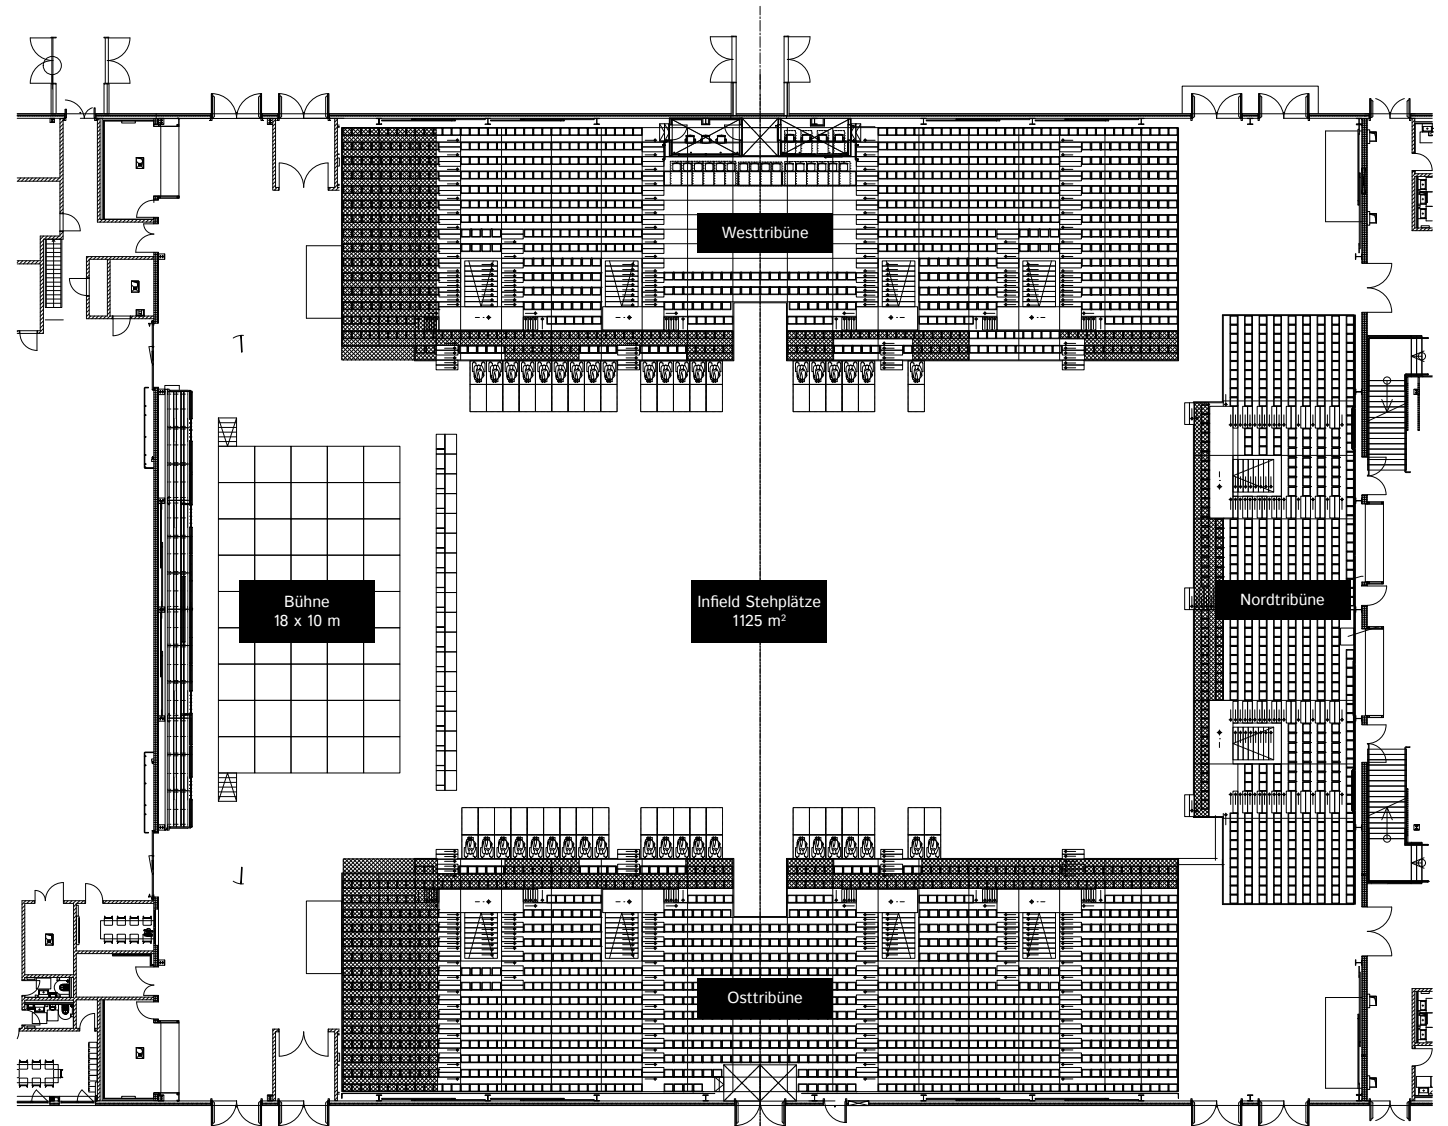 Westtribüne
Bühne
18 x 10 m
Infield Stehplätze
1125 m²
Nordtribüne
Osttribüne